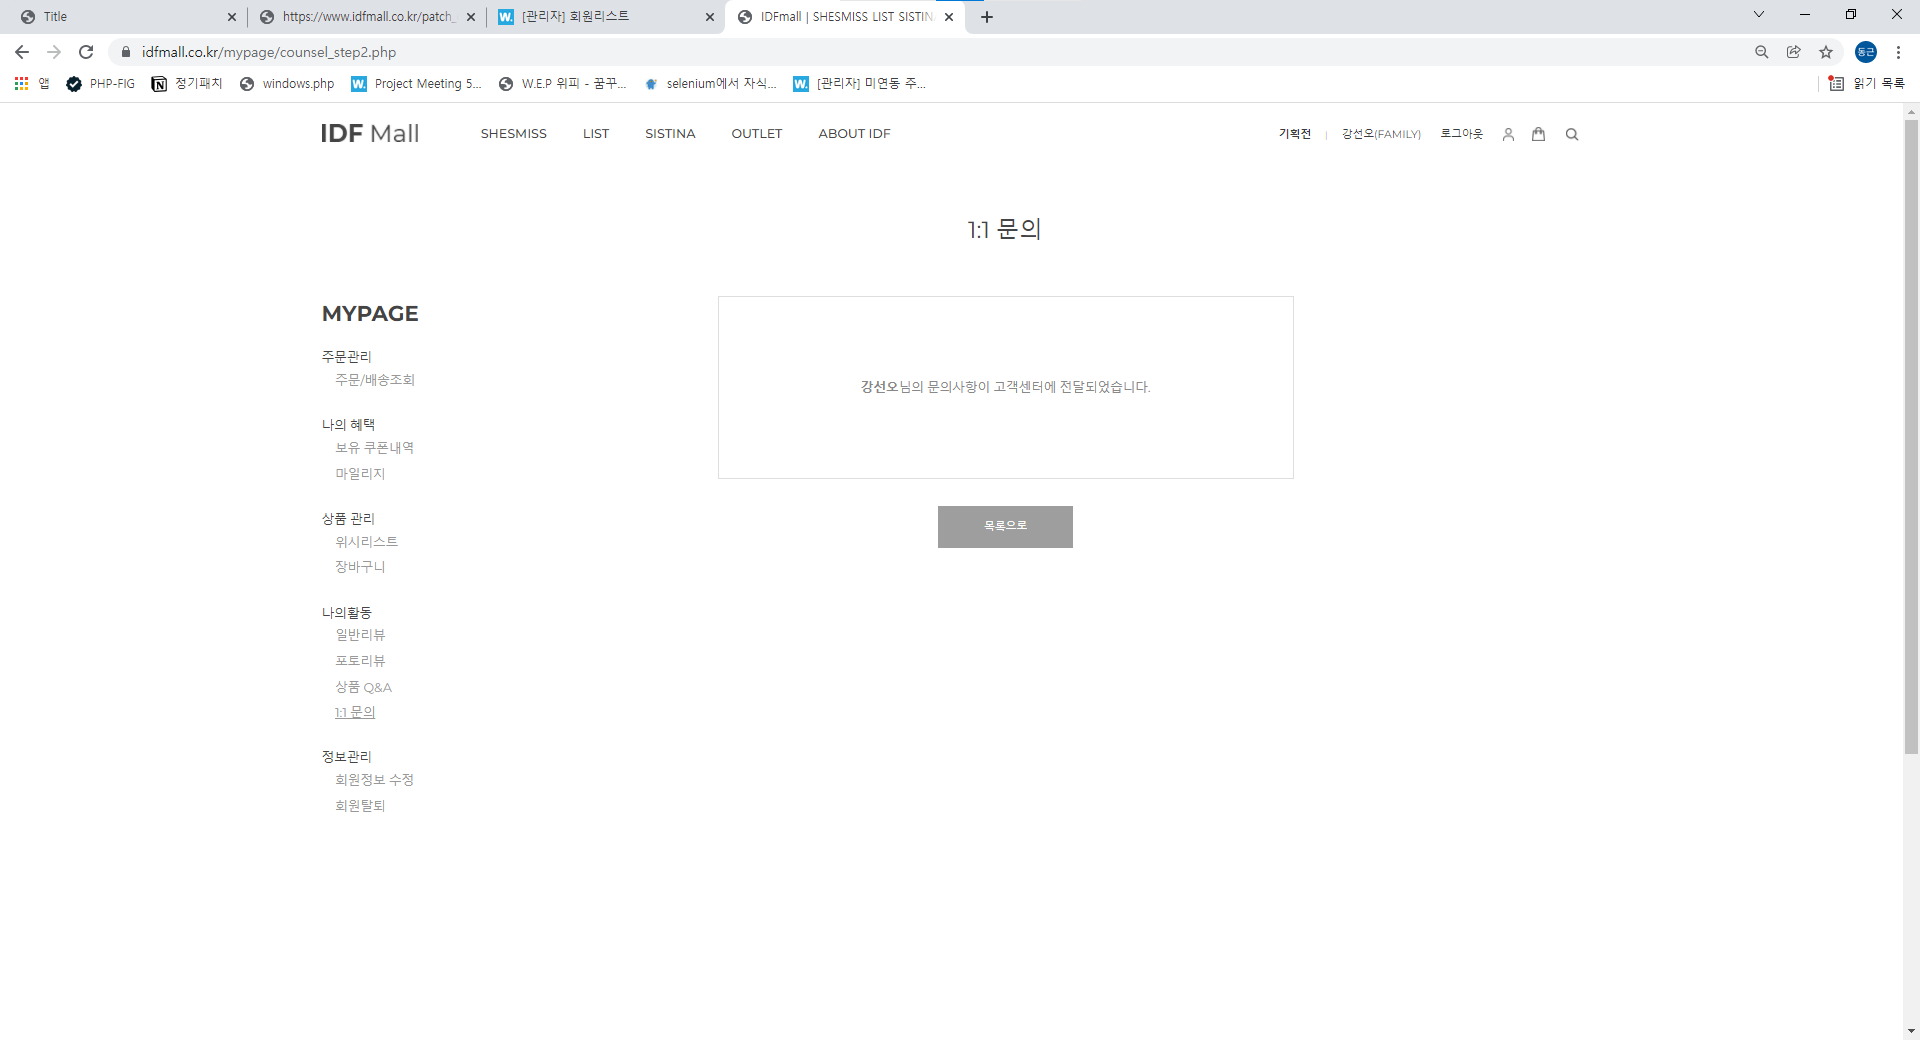 Title
https://www.idfmall.co.kr/patch_
[관리자] 회원리스트
IDFmall | SHESMISS LIST SISTIN
idfmall.co.kr/mypage/counsel_step2.php
동근
앱
PHP-FIG
정기패치
windows.php
Project Meeting 5...
W.E.P 위피 - 꿈꾸...
selenium에서 자식...
[관리자] 미연동 주...
읽기 목록
IDF Mall
SHESMISS
LIST
SISTINA
OUTLET
ABOUT IDF
기획전
강선오(FAMILY)
로그아웃
1:1 문의
MYPAGE
주문관리
주문/배송조회
나의 혜택
보유 쿠폰내역
마일리지
상품 관리
위시리스트
장바구니
나의활동
일반리뷰
포토리뷰
상품 Q&A
1:1 문의
정보관리
회원정보 수정
회원탈퇴
강선오님의 문의사항이 고객센터에 전달되었습니다.
목록으로